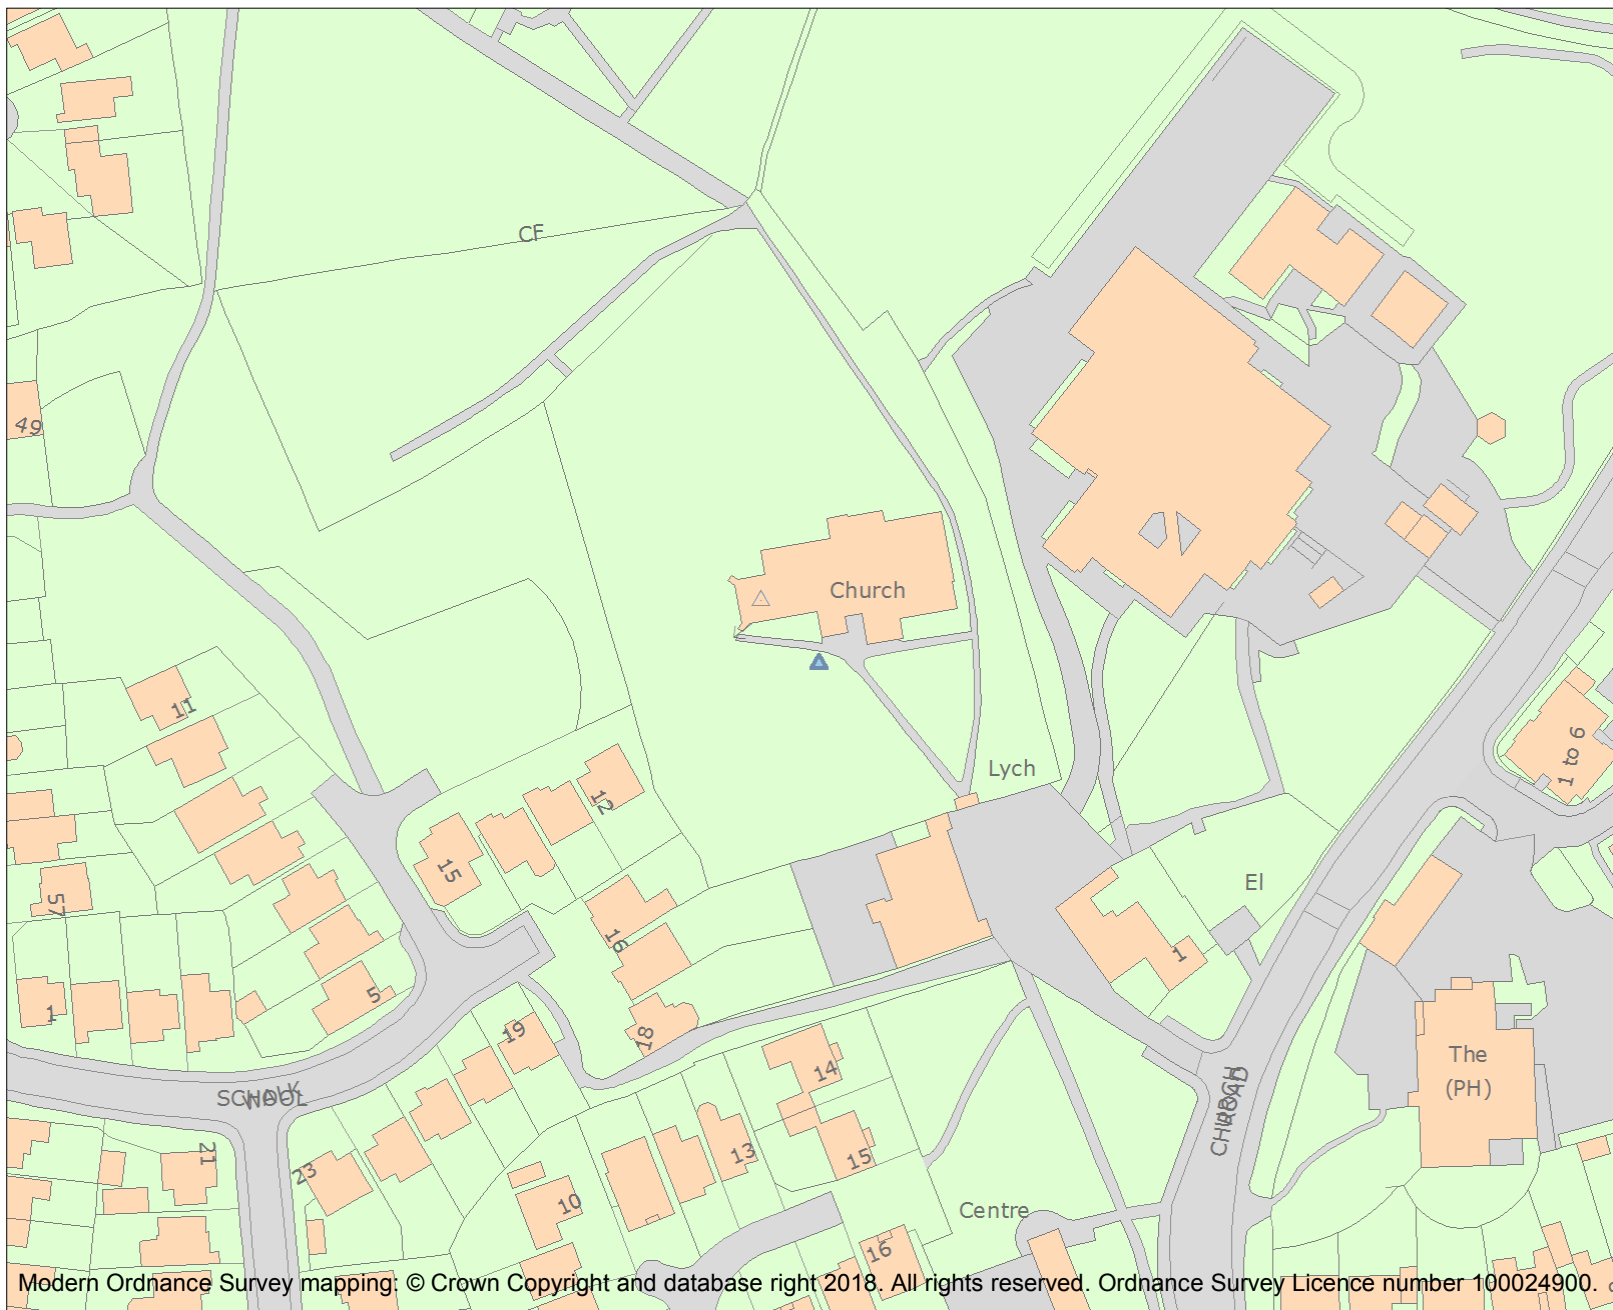 CF
49
Church
11
Lych
1 to 6
12
15
El
57
16
1
5
1
19
18
The
14
(PH)
SCHOOL
WALK
CHURCH
ROAD
21
13
15
23
10
Centre
16
Modern Ordnance Survey mapping: © Crown Copyright and database right 2018. All rights reserved. Ordnance Survey Licence number 100024900.